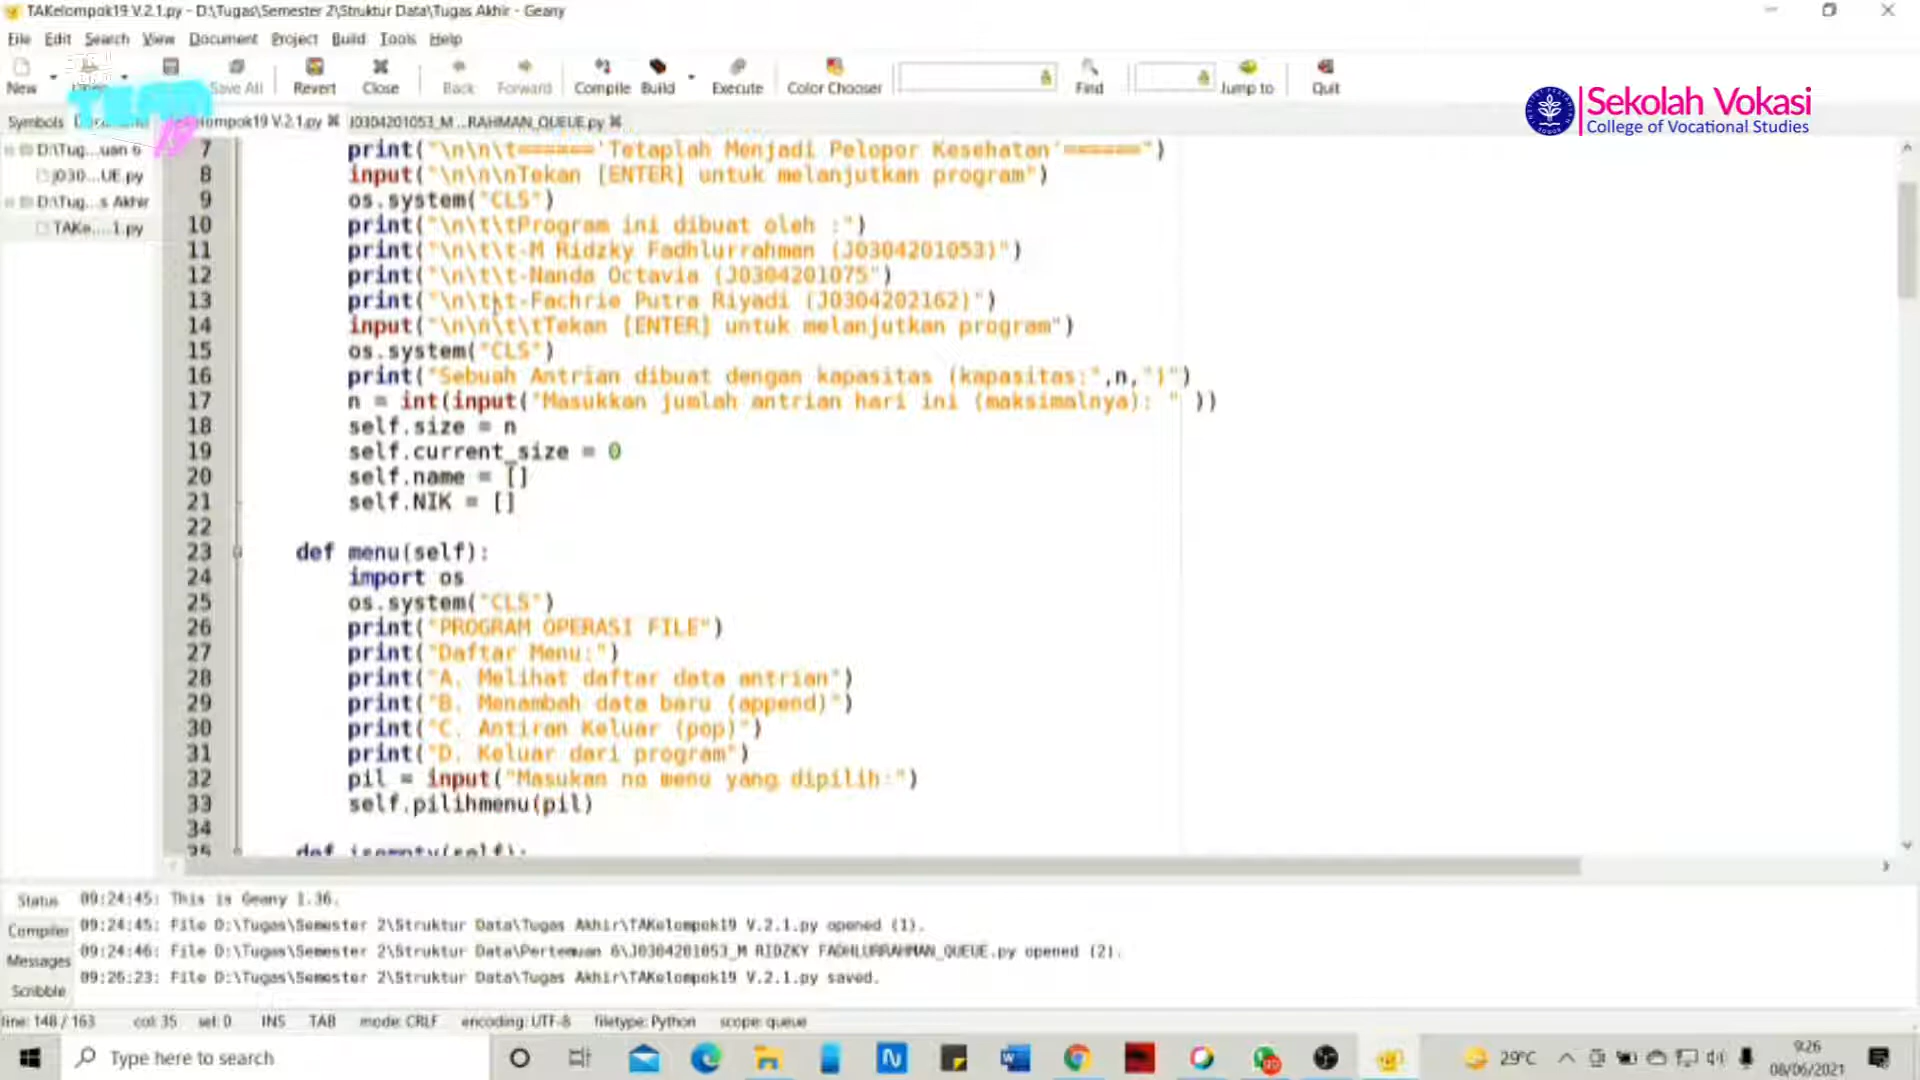 TAKelompok19 V.2.1.py - D:\Tugas\Semester 2\Struktur Data\Tugas Akhir - Geany
File Edit Search View Document Project Build Tools Help
New Save All Revert Close Back Forward Compile Build Execute Color Chooser Find Jump to Quit
Sekolah Vokasi
College of Vocational Studies
Symbols lompok19 V.2.1.py J0304201053_M ...RAHMAN_QUEUE.py
D:\Tug...uan 6
J030...UE.py
D:\Tug...s Akhir
TAKe....1.py
7 print("\n\n\t======'Tetaplah Menjadi Pelopor Kesehatan'======")
8 input("\n\n\nTekan [ENTER] untuk melanjutkan program")
9 os.system("CLS")
10 print("\n\t\tProgram ini dibuat oleh :")
11 print("\n\t\t-M Ridzky Fadhlurrahman (J0304201053)")
12 print("\n\t\t-Nanda Octavia (J0304201075")
13 print("\n\t\t-Fachrie Putra Riyadi (J0304202162)")
14 input("\n\n\t\tTekan [ENTER] untuk melanjutkan program")
15 os.system("CLS")
16 print("Sebuah Antrian dibuat dengan kapasitas (kapasitas:",n,")")
17 n = int(input("Masukkan jumlah antrian hari ini (maksimalnya): " ))
18 self.size = n
19 self.current_size = 0
20 self.name = []
21 self.NIK = []
22
23 def menu(self):
24 import os
25 os.system("CLS")
26 print("PROGRAM OPERASI FILE")
27 print("Daftar Menu:")
28 print("A. Melihat daftar data antrian")
29 print("B. Menambah data baru (append)")
30 print("C. Antiran Keluar (pop)")
31 print("D. Keluar dari program")
32 pil = input("Masukan no menu yang dipilih:")
33 self.pilihmenu(pil)
34
35 def isempty(self):
Status 09:24:45: This is Geany 1.36.
Compiler 09:24:45: File D:\Tugas\Semester 2\Struktur Data\Tugas Akhir\TAKelompok19 V.2.1.py opened (1).
Messages 09:24:46: File D:\Tugas\Semester 2\Struktur Data\Pertemuan 6\J0304201053_M RIDZKY FADHLURRAHMAN_QUEUE.py opened (2).
Scribble 09:26:23: File D:\Tugas\Semester 2\Struktur Data\Tugas Akhir\TAKelompok19 V.2.1.py saved.
line: 148 / 163 col: 35 sel: 0 INS TAB mode: CRLF encoding: UTF-8 filetype: Python scope: queue
Type here to search 29°C 9:26
08/06/2021